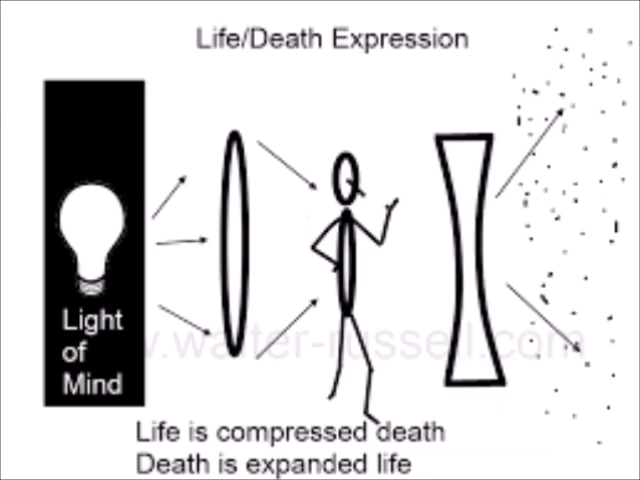 Life/Death Expression
Light
of
Mind
www.walter-russell.com
Life is compressed death
Death is expanded life